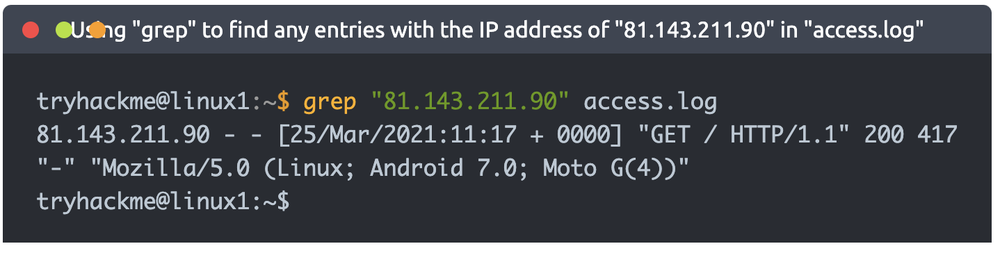 Using "grep" to find any entries with the IP address of "81.143.211.90" in "access.log"
tryhackme@linux1:~$ grep "81.143.211.90" access.log
81.143.211.90 - - [25/Mar/2021:11:17 + 0000] "GET / HTTP/1.1" 200 417
"-" "Mozilla/5.0 (Linux; Android 7.0; Moto G(4))"
tryhackme@linux1:~$